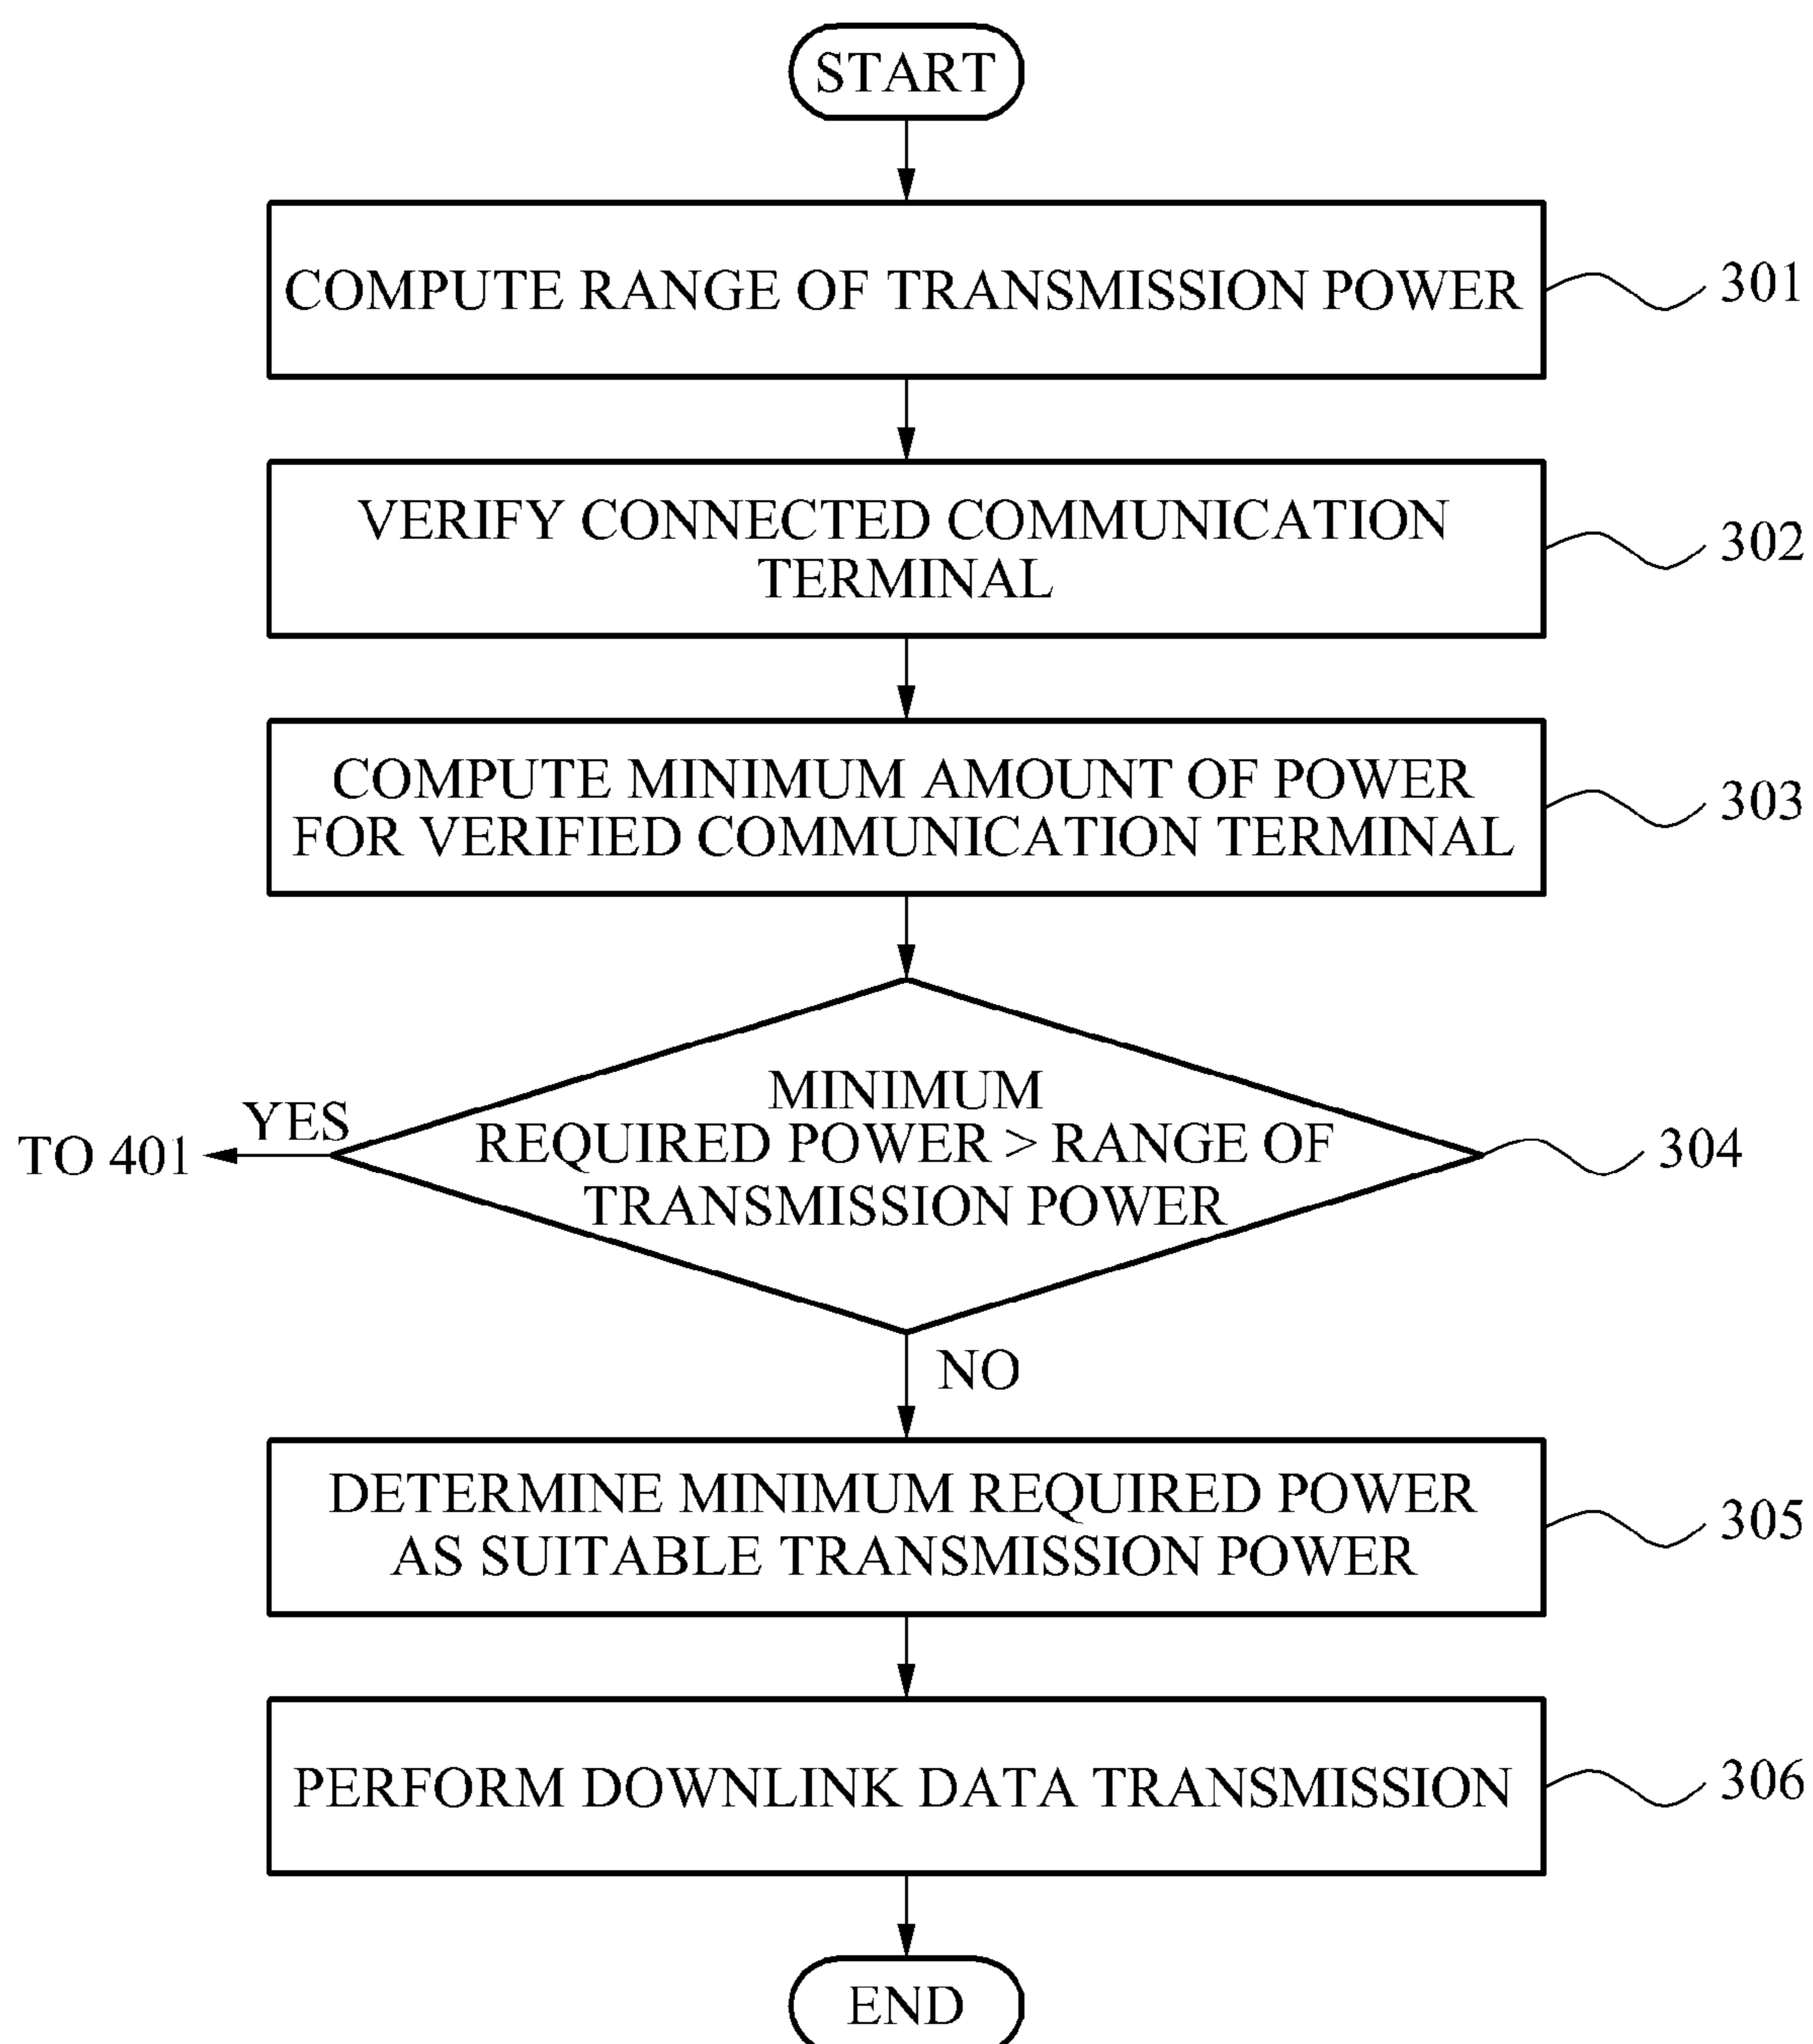 START
COMPUTE RANGE OF TRANSMISSION POWER
301
VERIFY CONNECTED COMMUNICATION
TERMINAL
302
COMPUTE MINIMUM AMOUNT OF POWER
FOR VERIFIED COMMUNICATION TERMINAL
303
MINIMUM
REQUIRED POWER > RANGE OF
TRANSMISSION POWER
304
YES
TO 401
NO
DETERMINE MINIMUM REQUIRED POWER
AS SUITABLE TRANSMISSION POWER
305
PERFORM DOWNLINK DATA TRANSMISSION
306
END